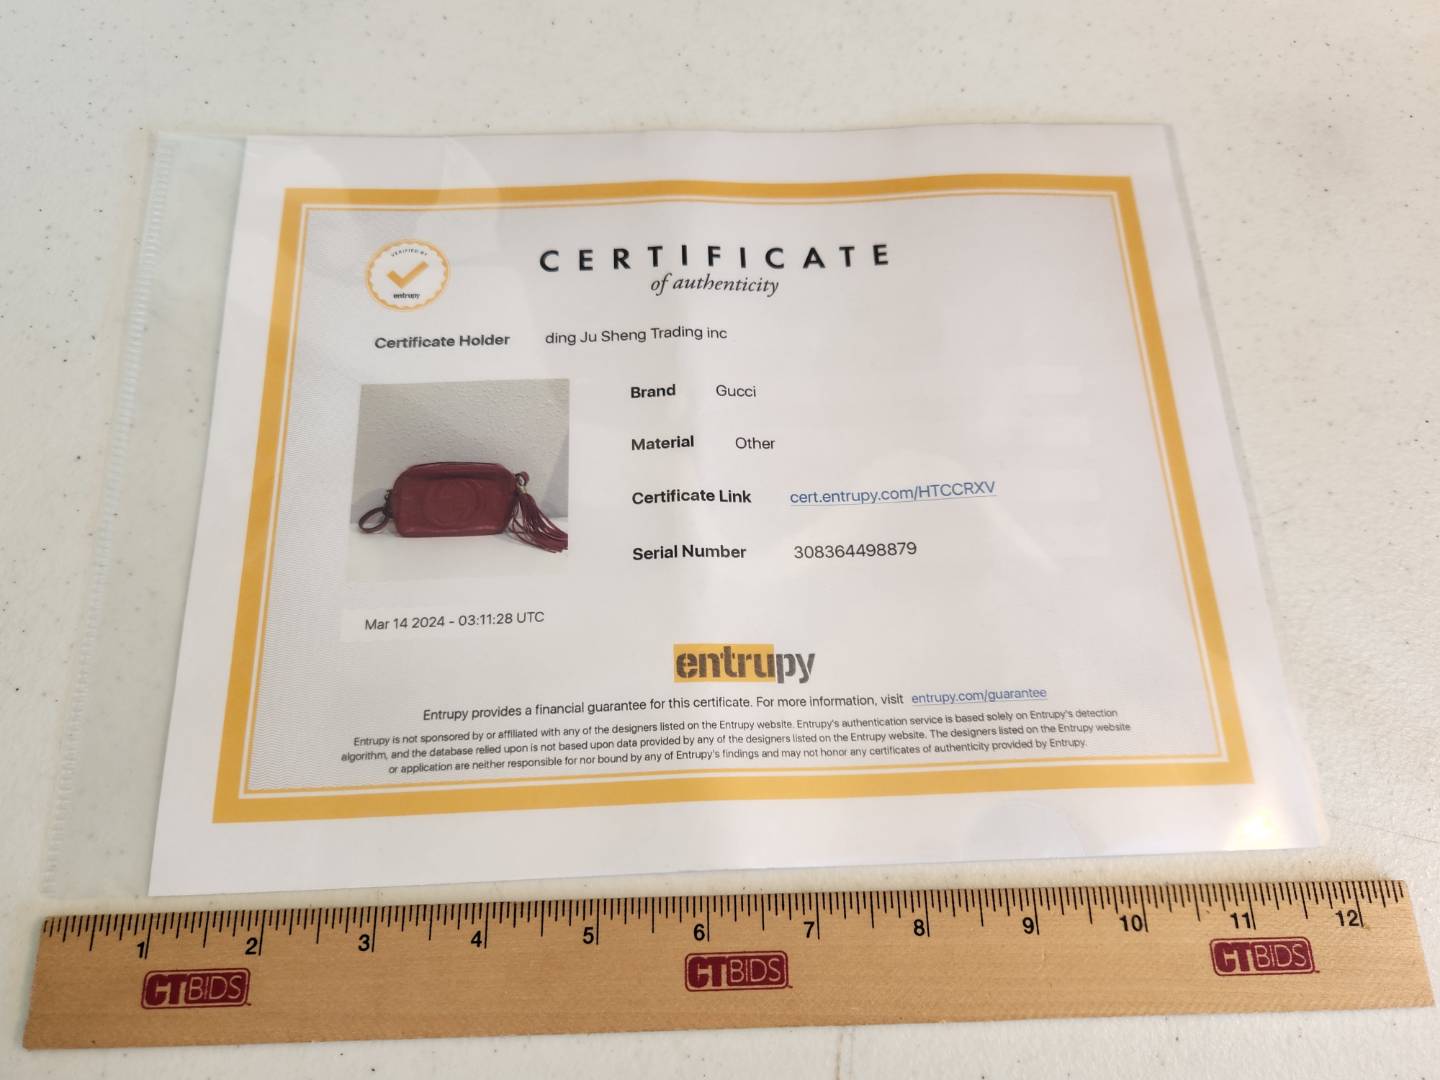 VERIFIED BY
entrupy
CERTIFICATE
of authenticity
Certificate Holder ding Ju Sheng Trading inc
Brand Gucci
Material Other
Certificate Link cert.entrupy.com/HTCCRXV
Serial Number 308364498879
Mar 14 2024 - 03:11:28 UTC
entrupy
Entrupy provides a financial guarantee for this certificate. For more information, visit entrupy.com/guarantee
Entrupy is not sponsored by or affiliated with any of the designers listed on the Entrupy website. Entrupy's authentication service is based solely on Entrupy's detection
algorithm, and the database relied upon is not based upon data provided by any of the designers listed on the Entrupy website. The designers listed on the Entrupy website
or application are neither responsible for nor bound by any of Entrupy's findings and may not honor any certificates of authenticity provided by Entrupy.
1 2 3 4 5 6 7 8 9 10 11 12
CTBIDS CTBIDS CTBIDS